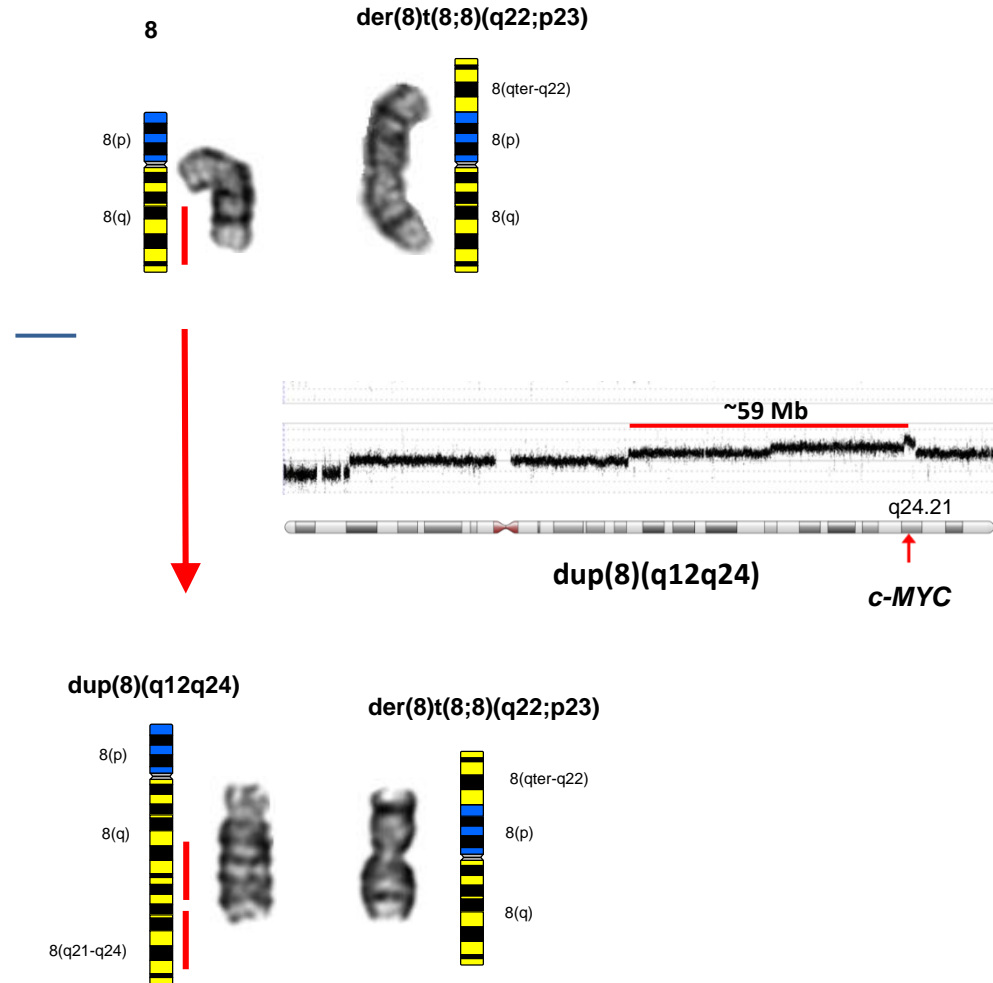 8
der(8)t(8;8)(q22;p23)
8(p)
8(q)
8(qter-q22)
8(p)
8(q)
~59 Mb
q24.21
dup(8)(q12q24)
c-MYC
dup(8)(q12q24)
der(8)t(8;8)(q22;p23)
8(p)
8(q)
8(q21-q24)
8(qter-q22)
8(p)
8(q)